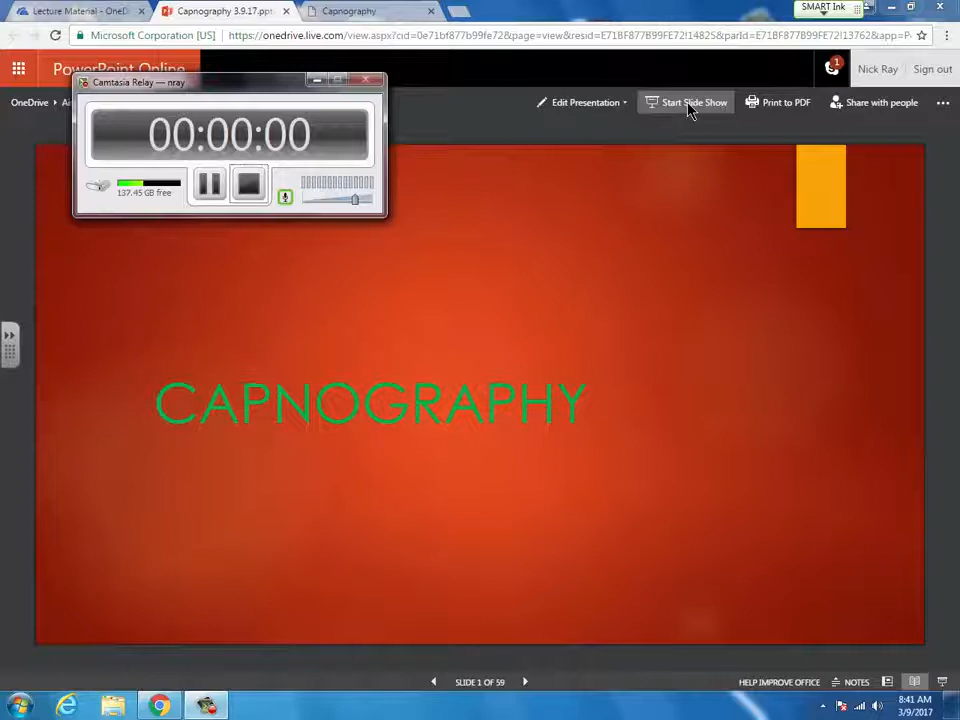 Lecture Material - OneD
Capnography 3.9.17.ppt
Capnography
SMART Ink
Microsoft Corporation [US]
https://onedrive.live.com/view.aspx?cid=0e71bf877b99fe72&page=view&resid=E71BF877B99FE72!14825&parId=E71BF877B99FE72!13762&app=P
PowerPoint Online
1
Nick Ray
Sign out
Camtasia Relay — nray
OneDrive
Edit Presentation
Start Slide Show
Print to PDF
Share with people
00:00:00
137.45 GB free
CAPNOGRAPHY
SLIDE 1 OF 59
HELP IMPROVE OFFICE
NOTES
8:41 AM
3/9/2017